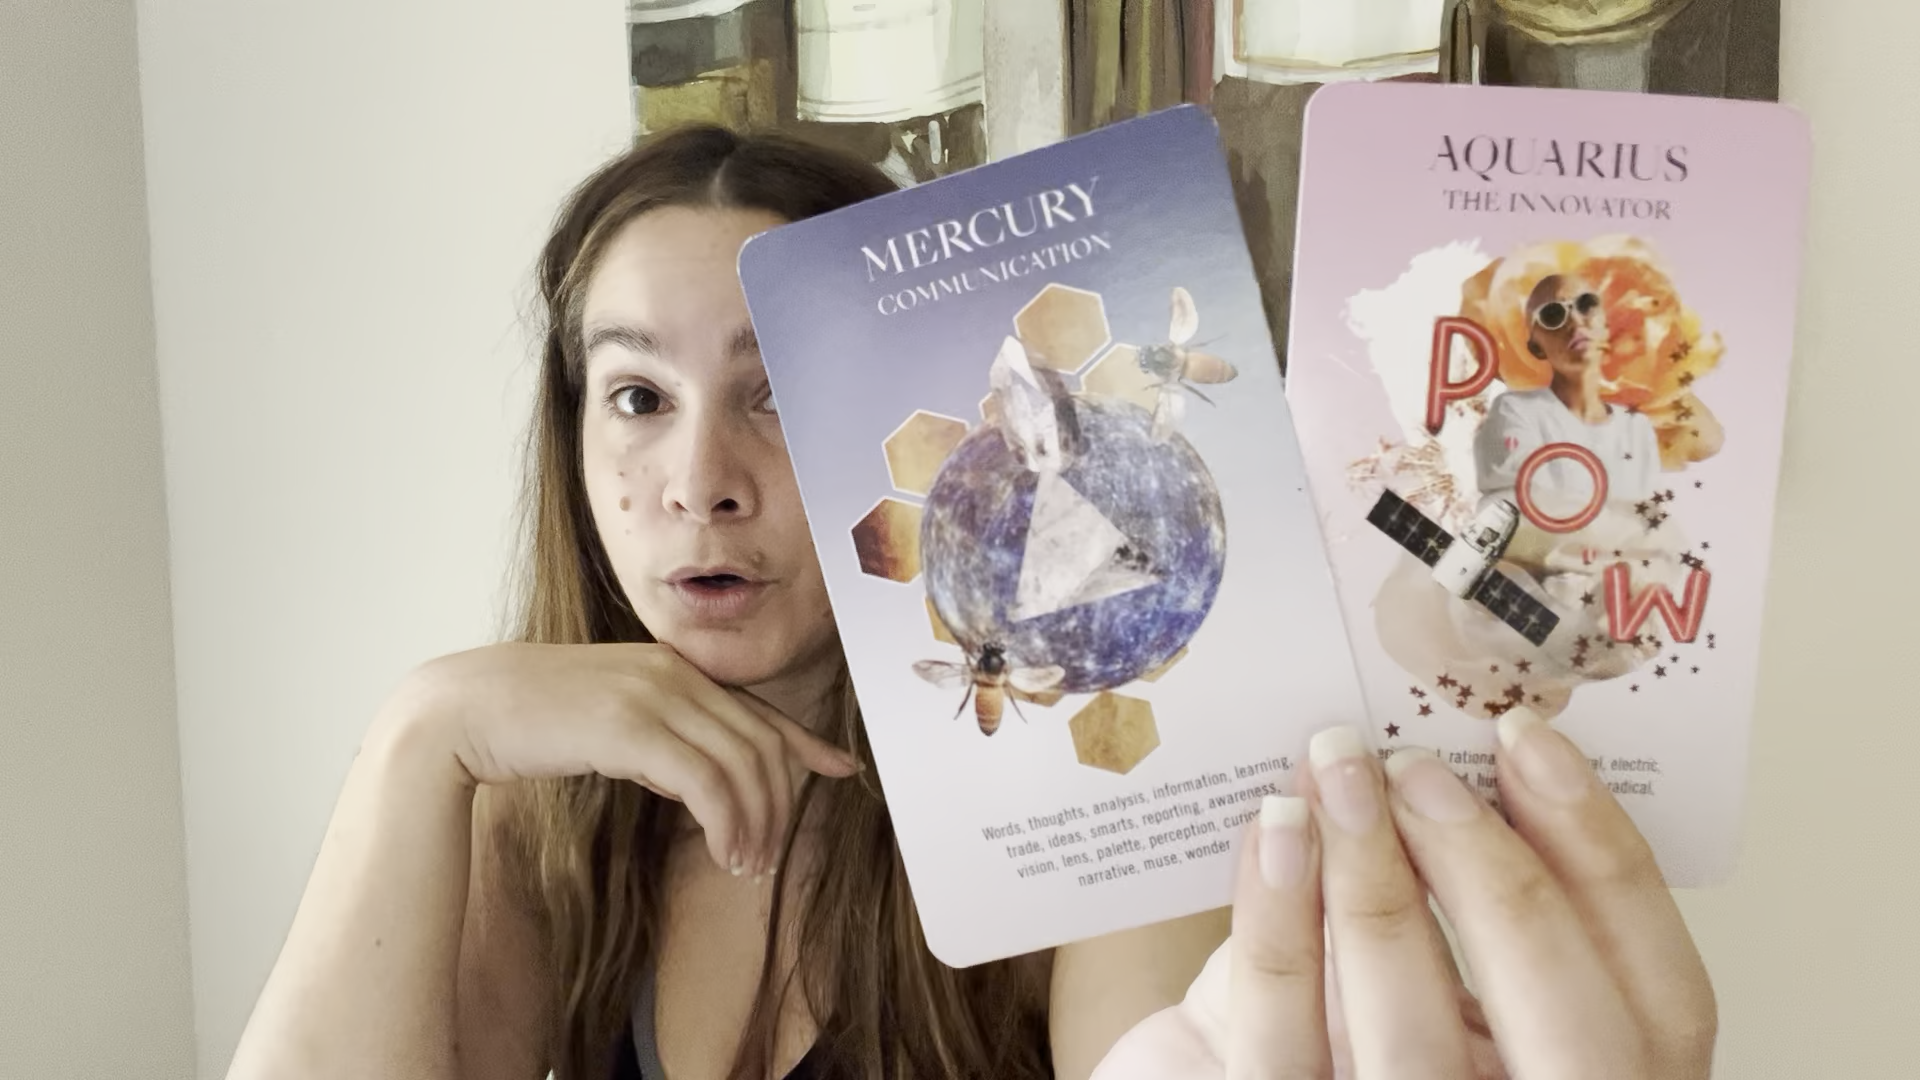 MERCURY
COMMUNICATION
Words, thoughts, analysis, information, learning,
trade, ideas, smarts, reporting, awareness,
vision, lens, palette, perception,
narrative, muse, wonder
AQUARIUS
THE INNOVATOR
POW
electric,
radical,